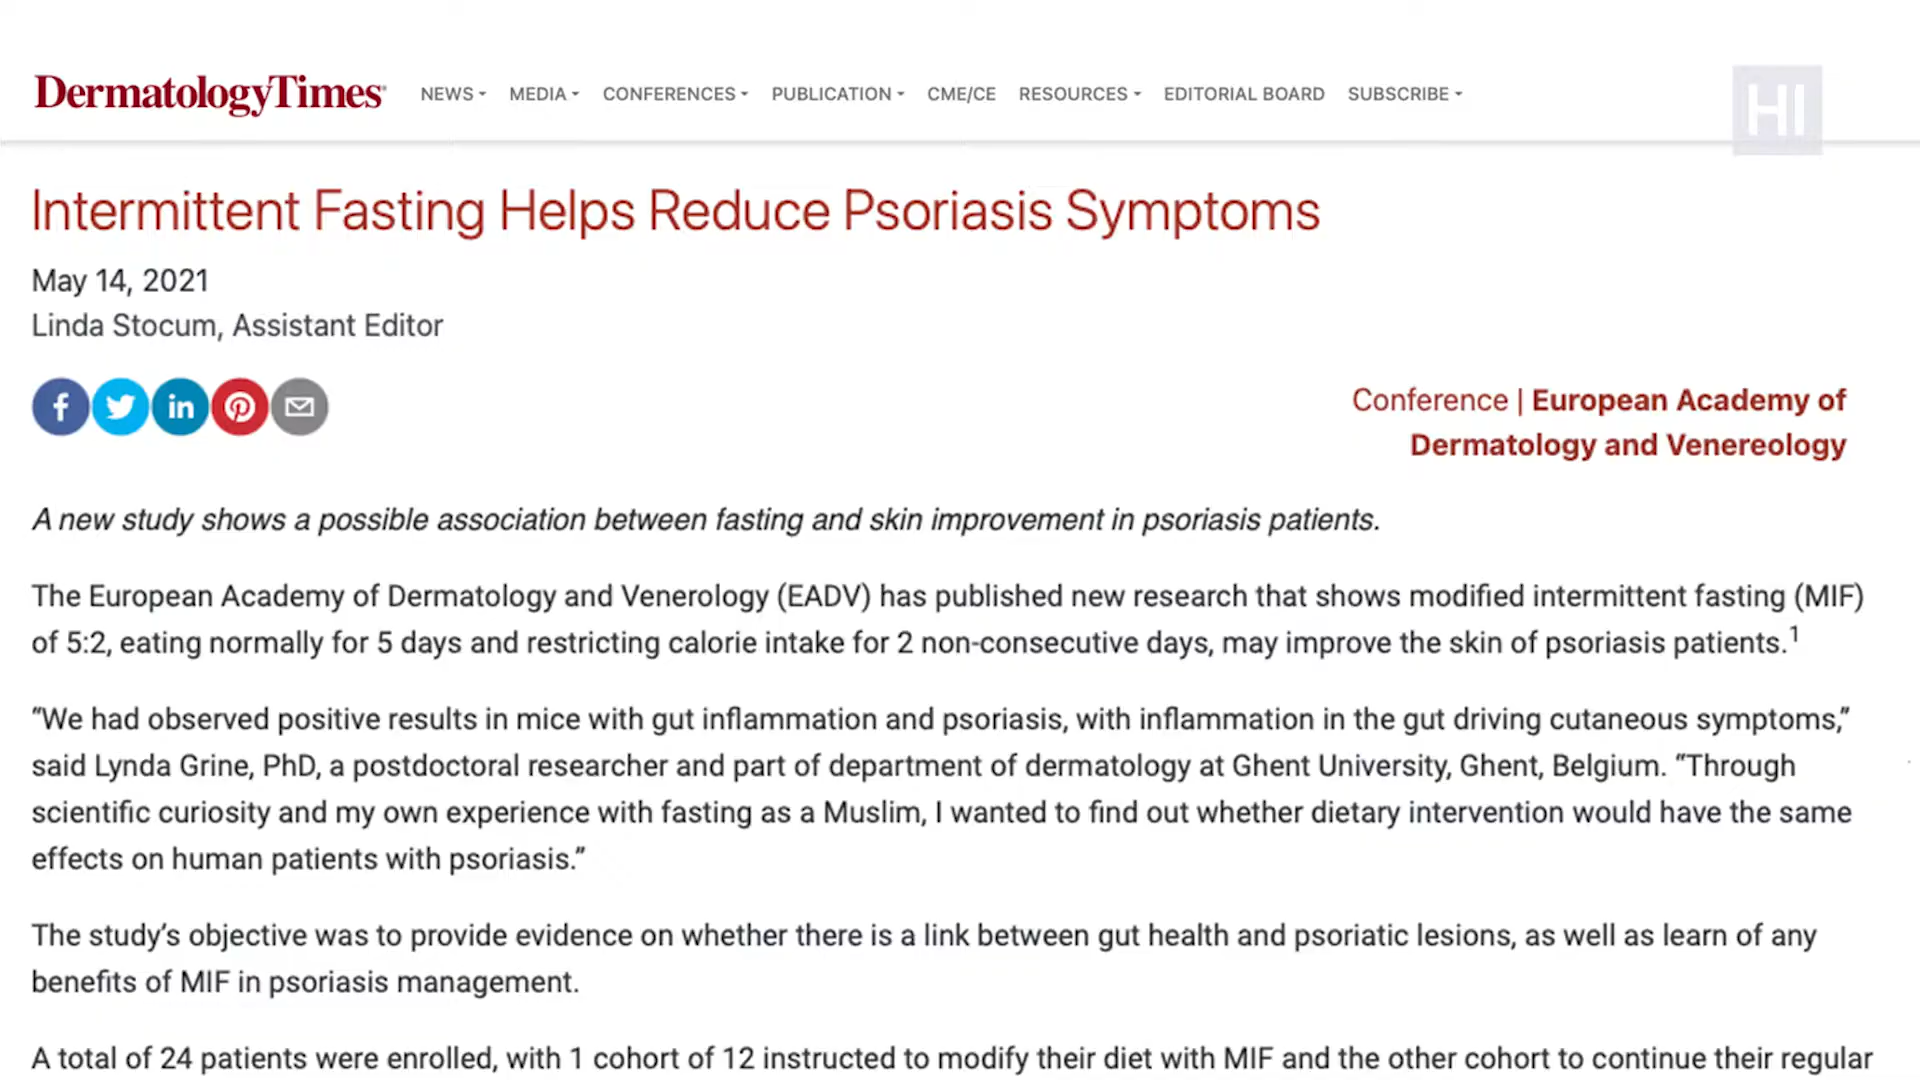 DermatologyTimes®
NEWS MEDIA CONFERENCES PUBLICATION CME/CE RESOURCES EDITORIAL BOARD SUBSCRIBE
HI
Intermittent Fasting Helps Reduce Psoriasis Symptoms
May 14, 2021
Linda Stocum, Assistant Editor
Conference | European Academy of
Dermatology and Venereology
A new study shows a possible association between fasting and skin improvement in psoriasis patients.
The European Academy of Dermatology and Venerology (EADV) has published new research that shows modified intermittent fasting (MIF)
of 5:2, eating normally for 5 days and restricting calorie intake for 2 non-consecutive days, may improve the skin of psoriasis patients.1
“We had observed positive results in mice with gut inflammation and psoriasis, with inflammation in the gut driving cutaneous symptoms,”
said Lynda Grine, PhD, a postdoctoral researcher and part of department of dermatology at Ghent University, Ghent, Belgium. “Through
scientific curiosity and my own experience with fasting as a Muslim, I wanted to find out whether dietary intervention would have the same
effects on human patients with psoriasis.”
The study’s objective was to provide evidence on whether there is a link between gut health and psoriatic lesions, as well as learn of any
benefits of MIF in psoriasis management.
A total of 24 patients were enrolled, with 1 cohort of 12 instructed to modify their diet with MIF and the other cohort to continue their regular